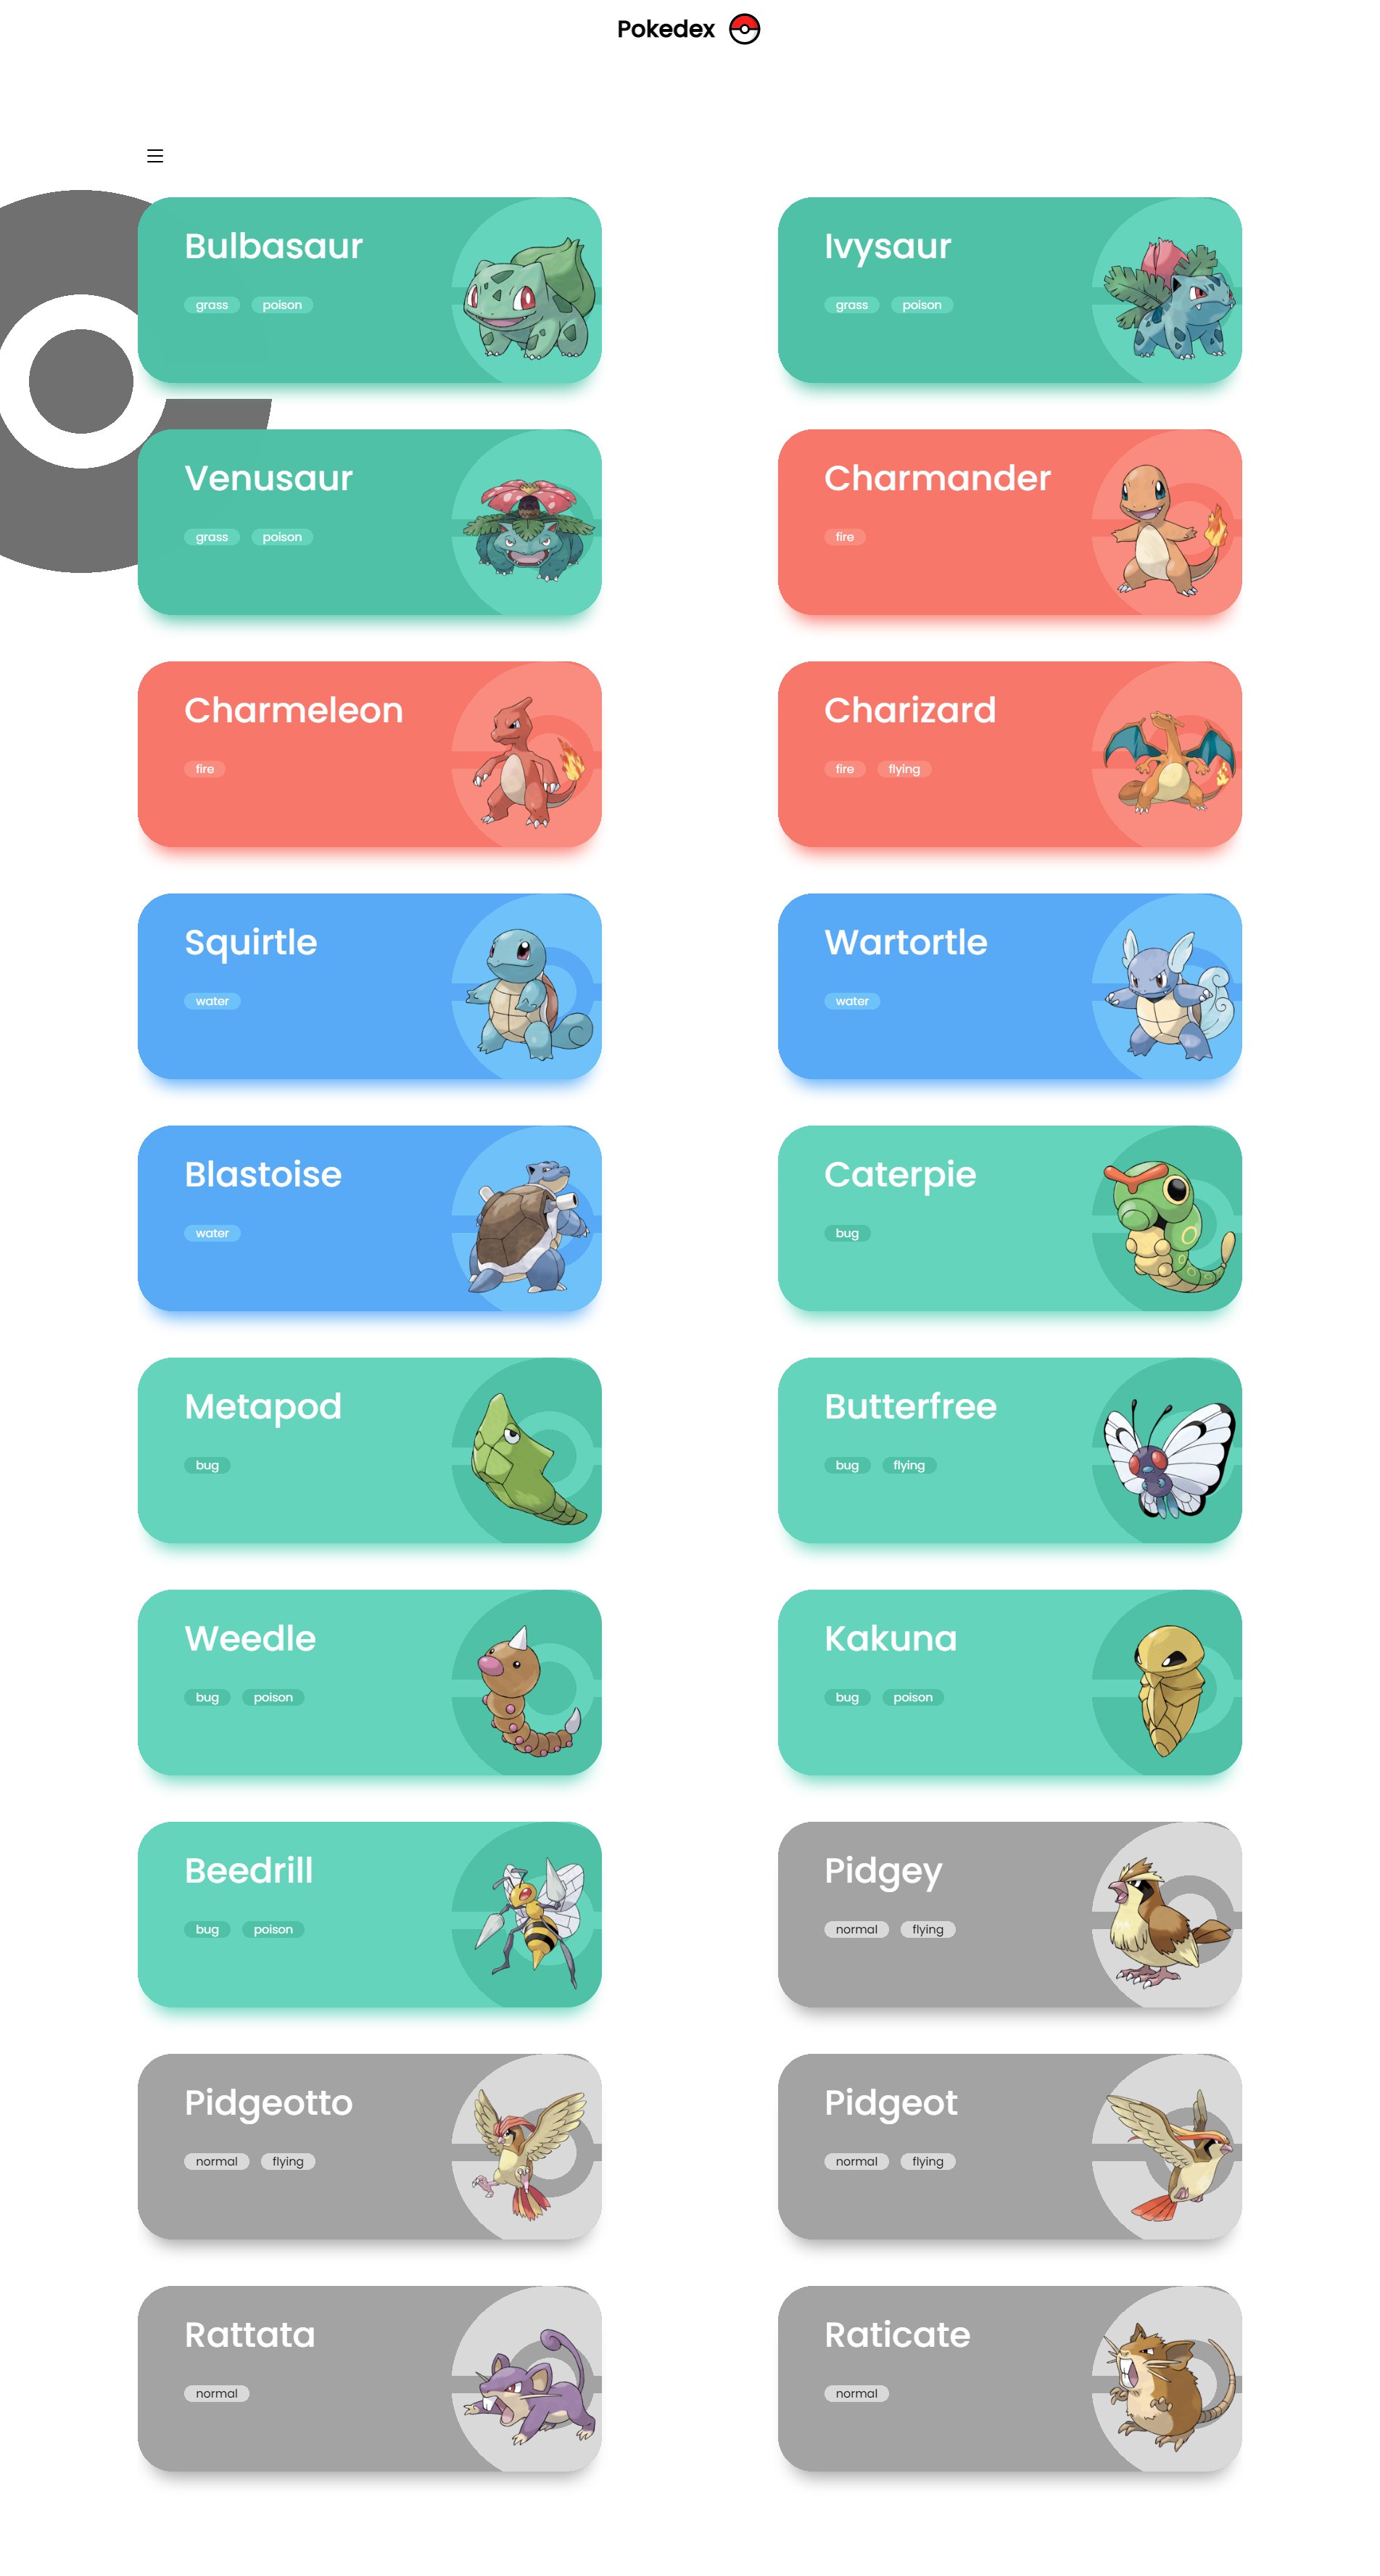 Pokedex
Bulbasaur
grass poison
Ivysaur
grass poison
Venusaur
grass poison
Charmander
fire
Charmeleon
fire
Charizard
fire flying
Squirtle
water
Wartortle
water
Blastoise
water
Caterpie
bug
Metapod
bug
Butterfree
bug flying
Weedle
bug poison
Kakuna
bug poison
Beedrill
bug poison
Pidgey
normal flying
Pidgeotto
normal flying
Pidgeot
normal flying
Rattata
normal
Raticate
normal